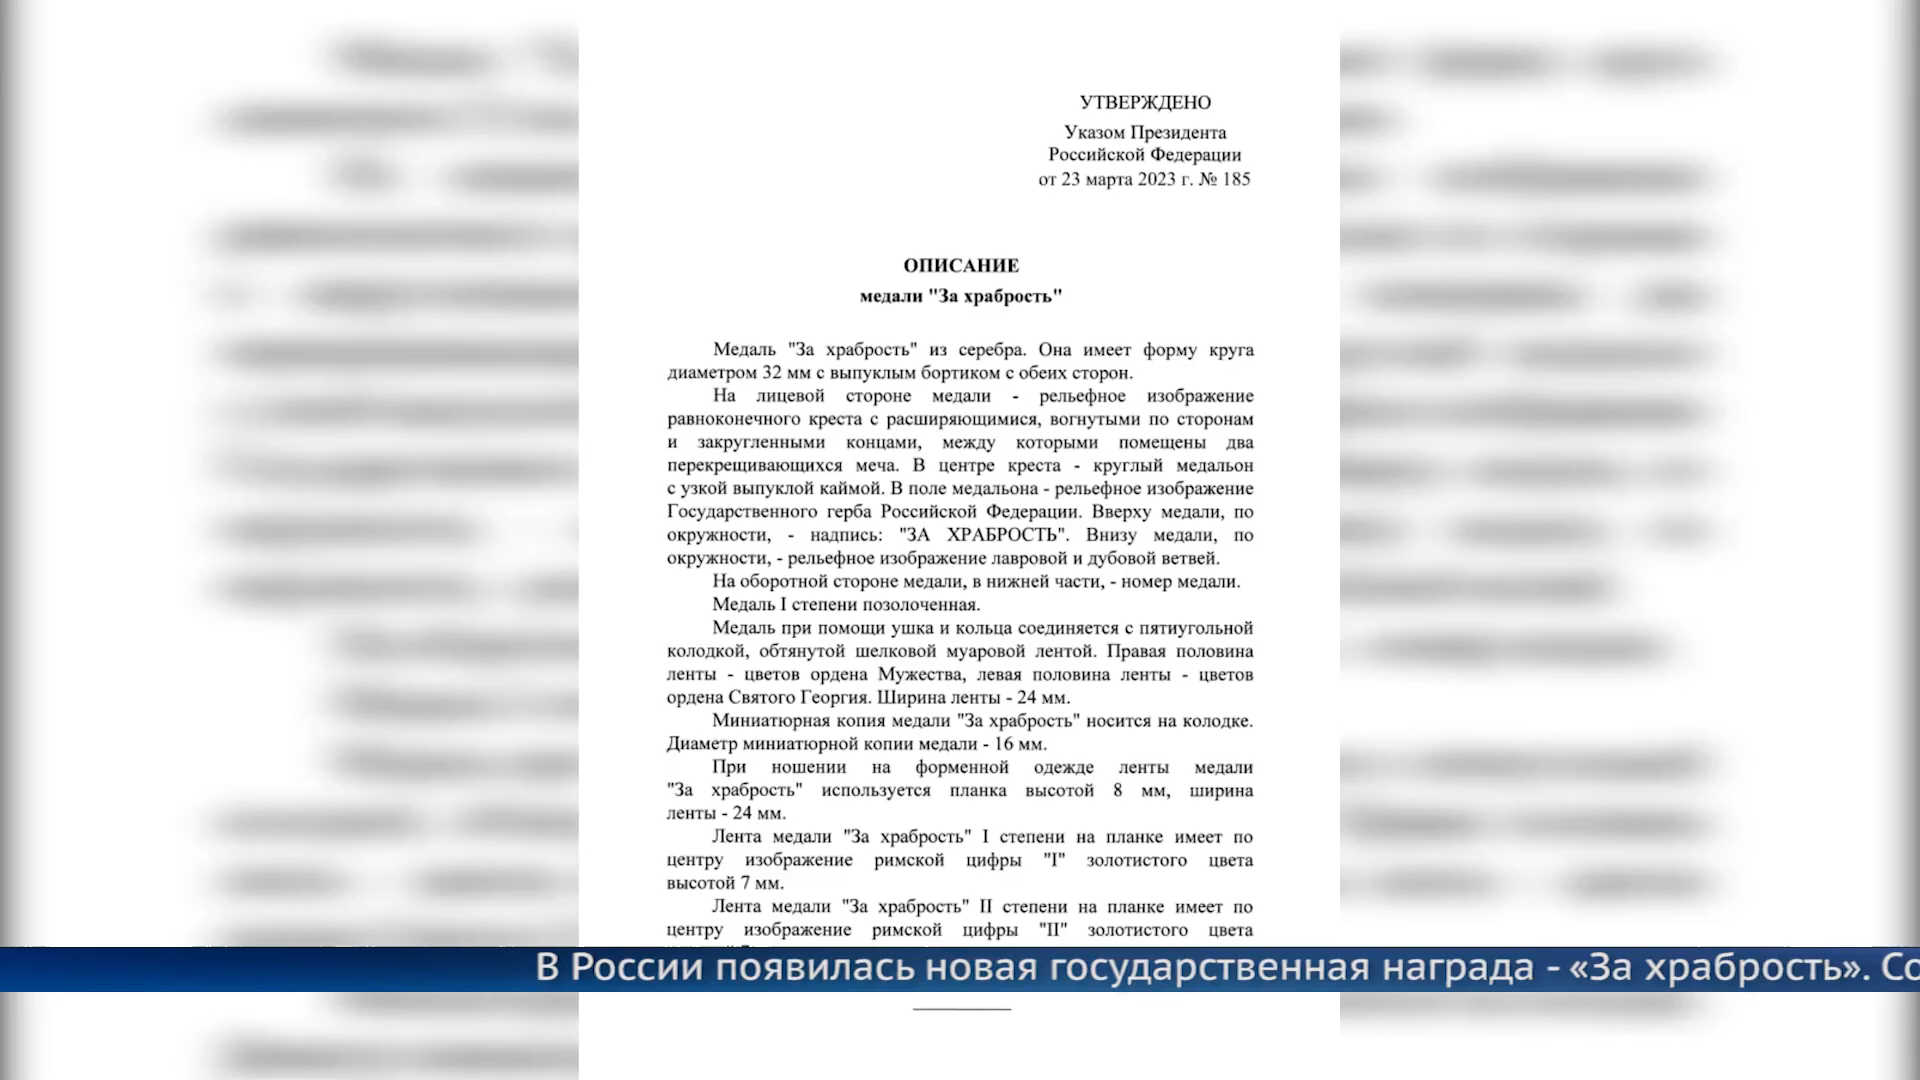 УТВЕРЖДЕНО
Указом Президента
Российской Федерации
от 23 марта 2023 г. № 185
ОПИСАНИЕ
медали "За храбрость"
Медаль "За храбрость" из серебра. Она имеет форму круга
диаметром 32 мм с выпуклым бортиком с обеих сторон.
На лицевой стороне медали - рельефное изображение
равноконечного креста с расширяющимися, вогнутыми по сторонам
и закругленными концами, между которыми помещены два
перекрещивающихся меча. В центре креста - круглый медальон
с узкой выпуклой каймой. В поле медальона - рельефное изображение
Государственного герба Российской Федерации. Вверху медали, по
окружности, - надпись: "ЗА ХРАБРОСТЬ". Внизу медали, по
окружности, - рельефное изображение лавровой и дубовой ветвей.
На оборотной стороне медали, в нижней части, - номер медали.
Медаль I степени позолоченная.
Медаль при помощи ушка и кольца соединяется с пятиугольной
колодкой, обтянутой шелковой муаровой лентой. Правая половина
ленты - цветов ордена Мужества, левая половина ленты - цветов
ордена Святого Георгия. Ширина ленты - 24 мм.
Миниатюрная копия медали "За храбрость" носится на колодке.
Диаметр миниатюрной копии медали - 16 мм.
При ношении на форменной одежде ленты медали
"За храбрость" используется планка высотой 8 мм, ширина
ленты - 24 мм.
Лента медали "За храбрость" I степени на планке имеет по
центру изображение римской цифры "I" золотистого цвета
высотой 7 мм.
Лента медали "За храбрость" II степени на планке имеет по
центру изображение римской цифры "II" золотистого цвета
В России появилась новая государственная награда - «За храбрость». Со